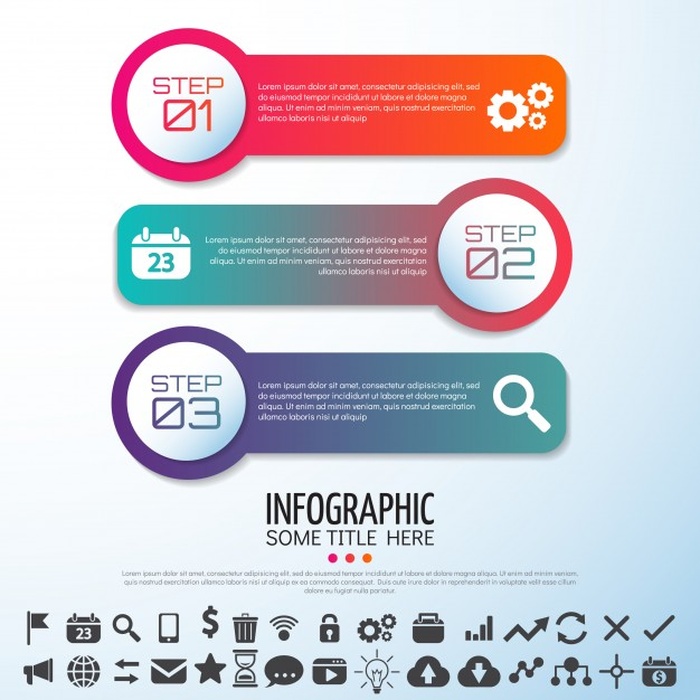 STEP
01
Lorem ipsum dolor sit amet, consectetur adipiscing elit, sed
do eiusmod tempor incididunt ut labore et dolore magna
aliqua. Ut enim ad minim veniam, quis nostrud exercitation
ullamco laboris nisi ut aliquip
23
Lorem ipsum dolor sit amet, consectetur adipiscing elit, sed
do eiusmod tempor incididunt ut labore et dolore magna
aliqua. Ut enim ad minim veniam, quis nostrud exercitation
ullamco laboris nisi ut aliquip
STEP
02
STEP
03
Lorem ipsum dolor sit amet, consectetur adipiscing elit, sed
do eiusmod tempor incididunt ut labore et dolore magna
aliqua. Ut enim ad minim veniam, quis nostrud exercitation
ullamco laboris nisi ut aliquip
INFOGRAPHIC
SOME TITLE HERE
Lorem ipsum dolor sit amet, consectetur adipiscing elit, sed do eiusmod tempor incididunt ut labore et dolore magna aliqua. Ut enim ad minim
veniam, quis nostrud exercitation ullamco laboris nisi ut aliquip ex ea commodo consequat. Duis aute irure dolor in reprehenderit in voluptate velit esse cillum
dolore eu fugiat nulla pariatur.
23
$
$